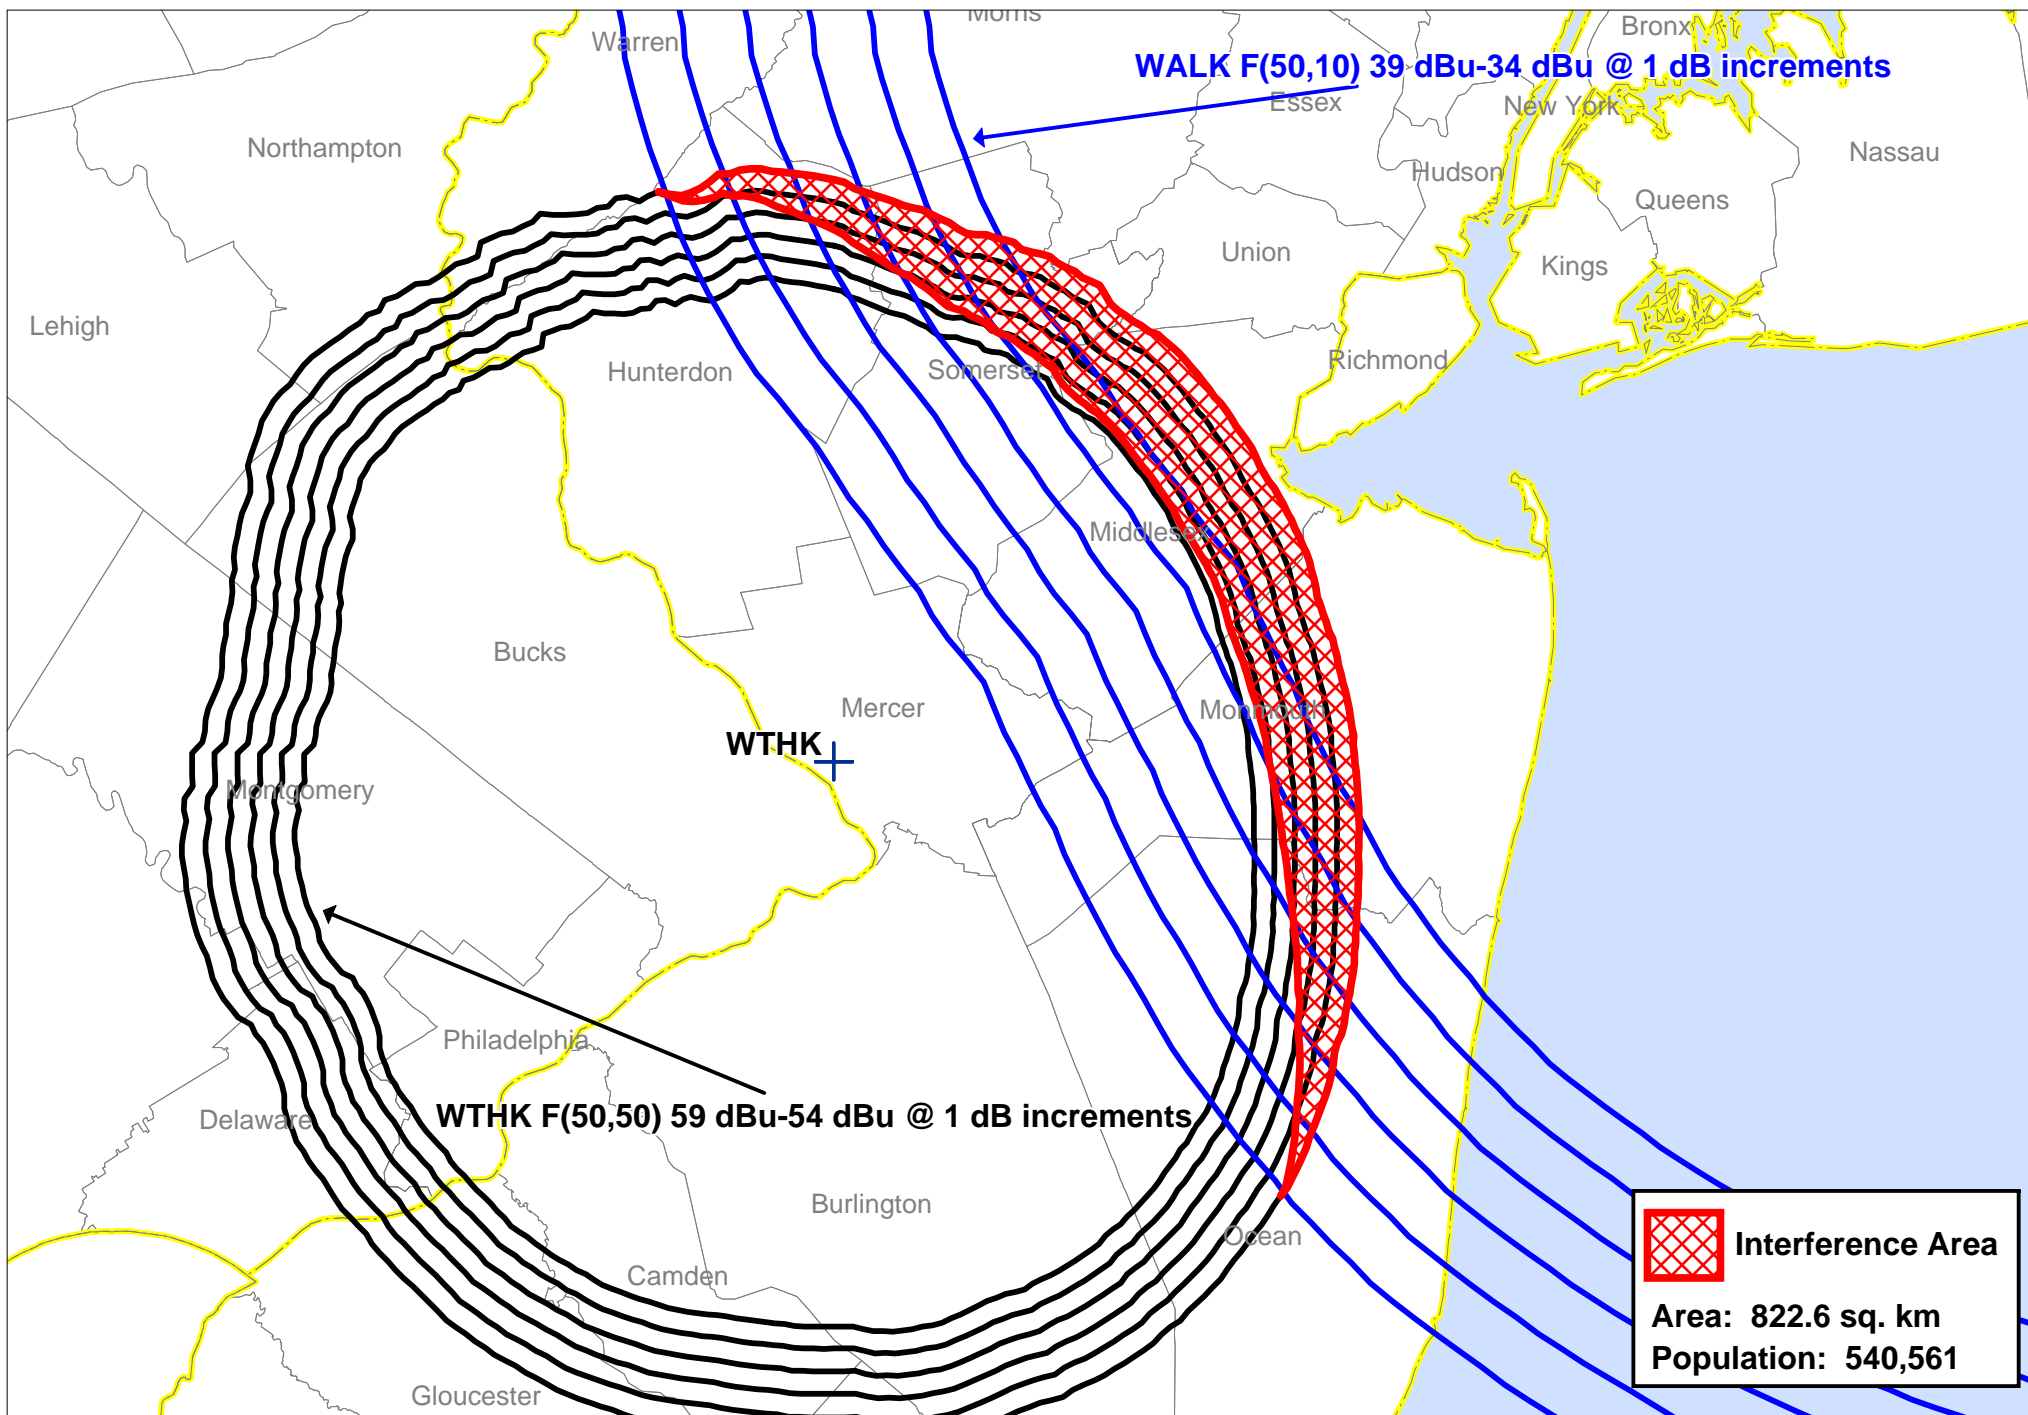 Morris
Bronx
Warren
WALK F(50,10) 39 dBu-34 dBu @ 1 dB increments
Essex
New York
Northampton
Nassau
Hudson
Queens
Union
Kings
Lehigh
Richmond
Hunterdon
Somerset
Middlesex
Bucks
Mercer
Monmouth
WTHK
Montgomery
Philadelphia
Delaware
WTHK F(50,50) 59 dBu-54 dBu @ 1 dB increments
Burlington
Ocean
Camden
Gloucester
Interference Area
Area: 822.6 sq. km
Population: 540,561